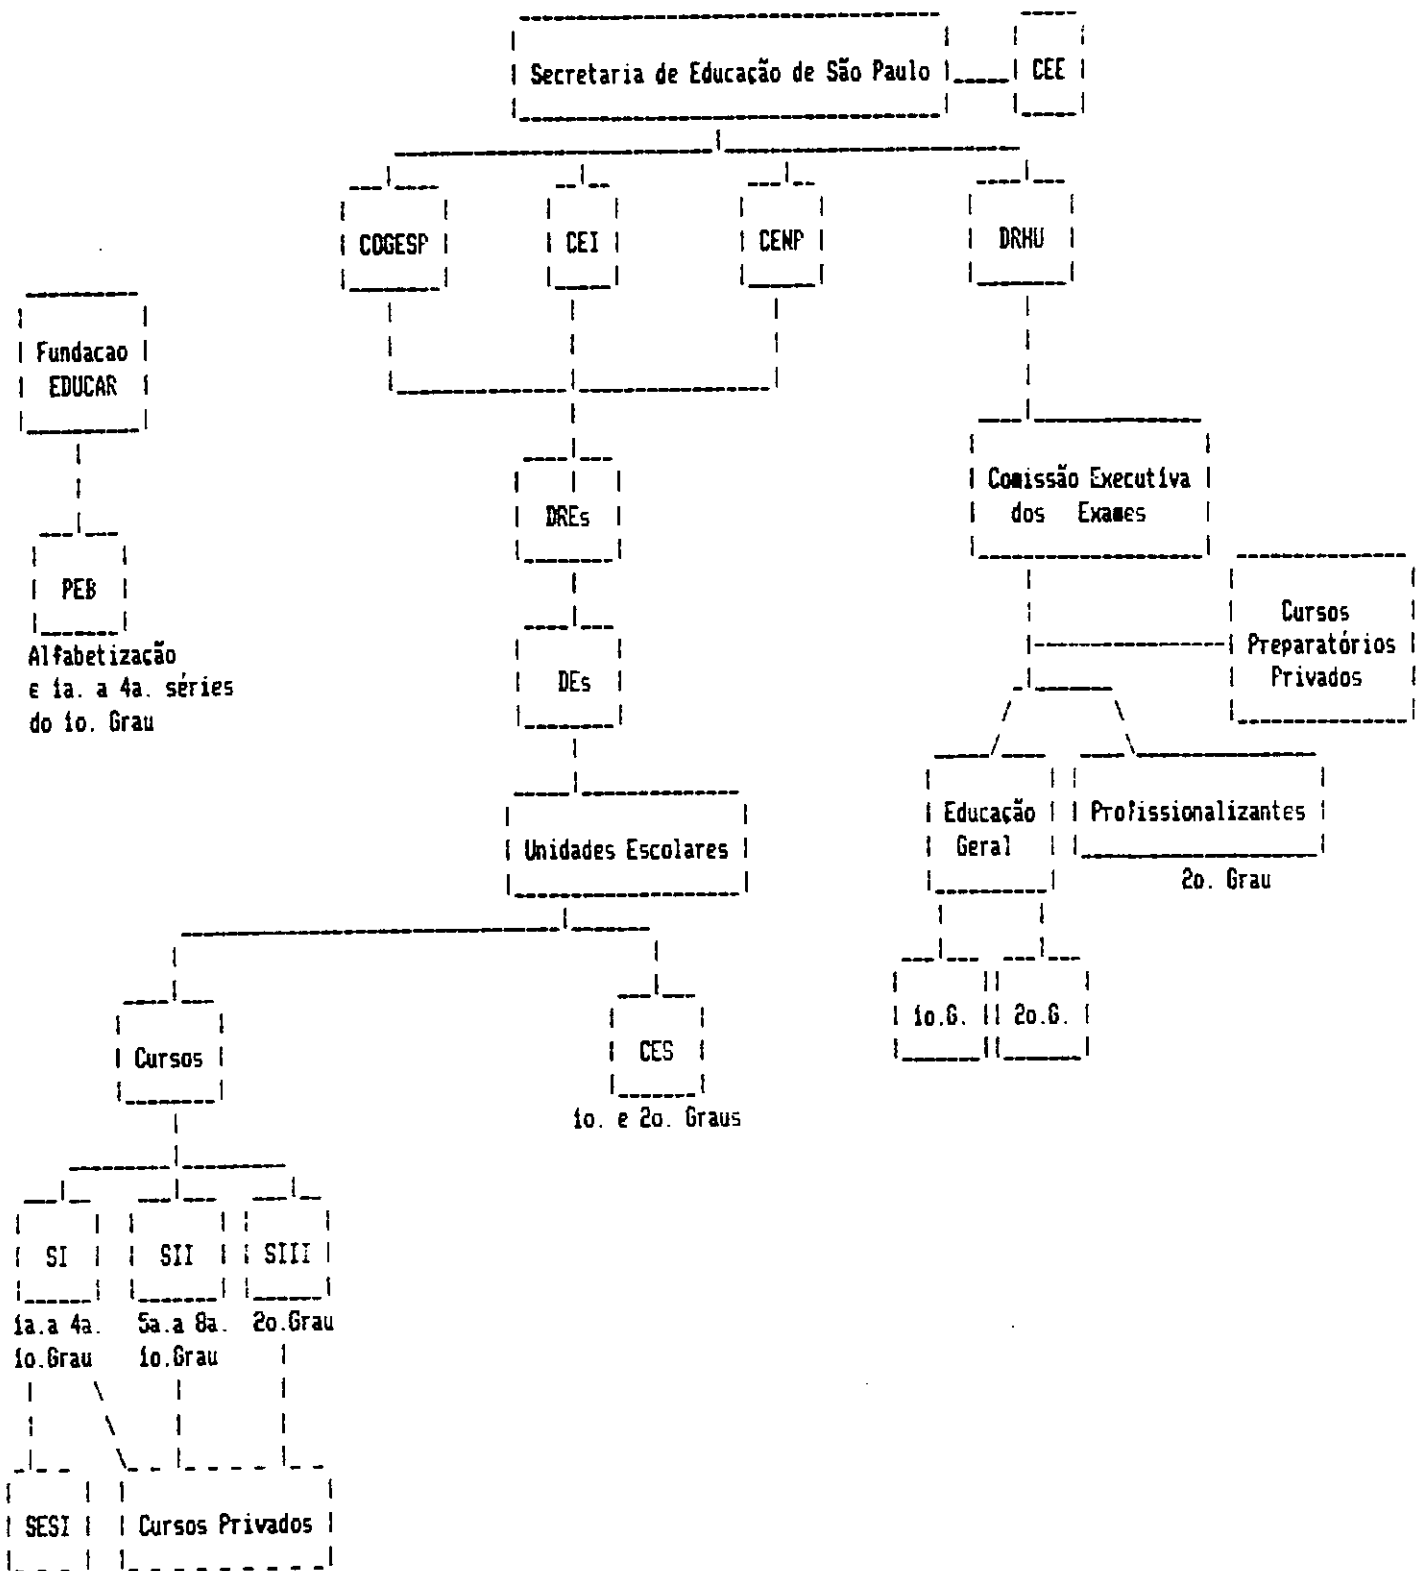 Secretaria de Educação de São Paulo
CEE
COGESP
CEI
CENP
DRHU
Fundacao
EDUCAR
Comissão Executiva
dos Exames
DREs
PEB
Alfabetização
e 1a. a 4a. séries
do 1o. Grau
Cursos
Preparatórios
Privados
DEs
Unidades Escolares
Educação
Geral
Profissionalizantes
2o. Grau
1o.G.
2o.G.
Cursos
CES
1o. e 2o. Graus
SI
SII
SIII
1a.a 4a.
1o.Grau
5a.a 8a.
1o.Grau
2o.Grau
SESI
Cursos Privados